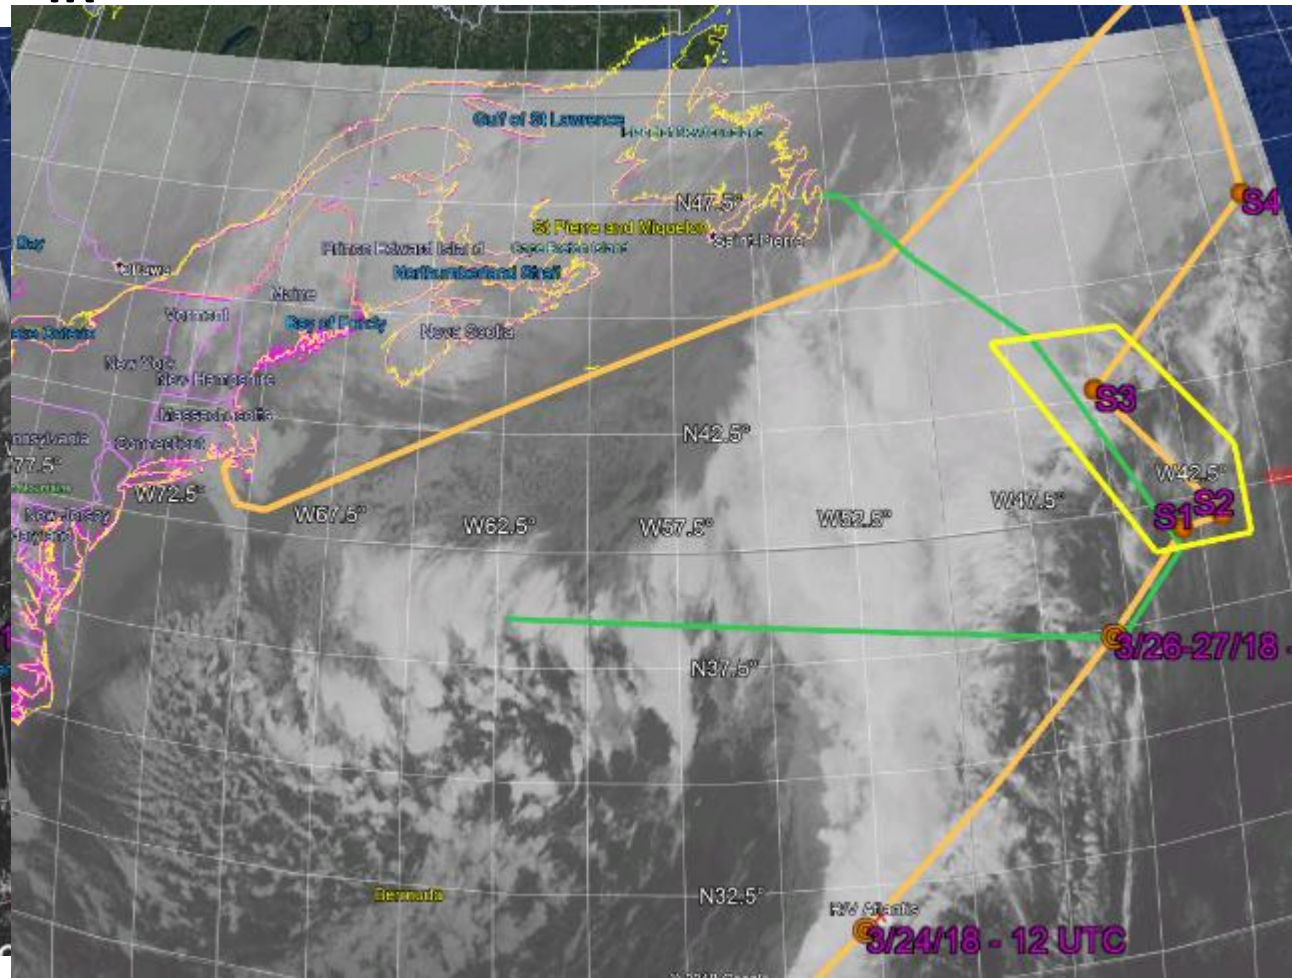 Gulf of St Lawrence
N47.5°
S4
St Pierre and Miquelon
Saint-Pierre
Bay
Prince Edward Island
Cape Breton Island
Ottawa
Northumberland Strait
Maine
Vermont
Bay of Fundy
Nova Scotia
New York
New Hampshire
S3
Massachusetts
Connecticut
N42.5°
77.5°
W72.5°
W67.5°
W62.5°
W57.5°
W52.5°
W47.5°
W42.5°
S1
S2
New Jersey
3/26-27/18 -
N37.5°
Bermuda
N32.5°
R/V Atlantis
3/24/18 - 12 UTC